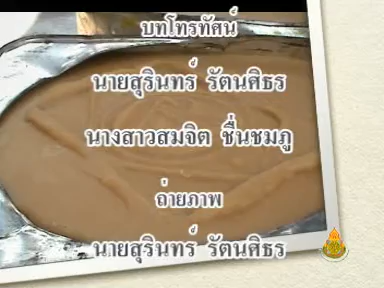 บทโทรทัศน์
นายสุรินทร์ รัตนศิธร
นางสาวสมจิต ชื่นชมภู
ถ่ายภาพ
นายสุรินทร์ รัตนศิธร